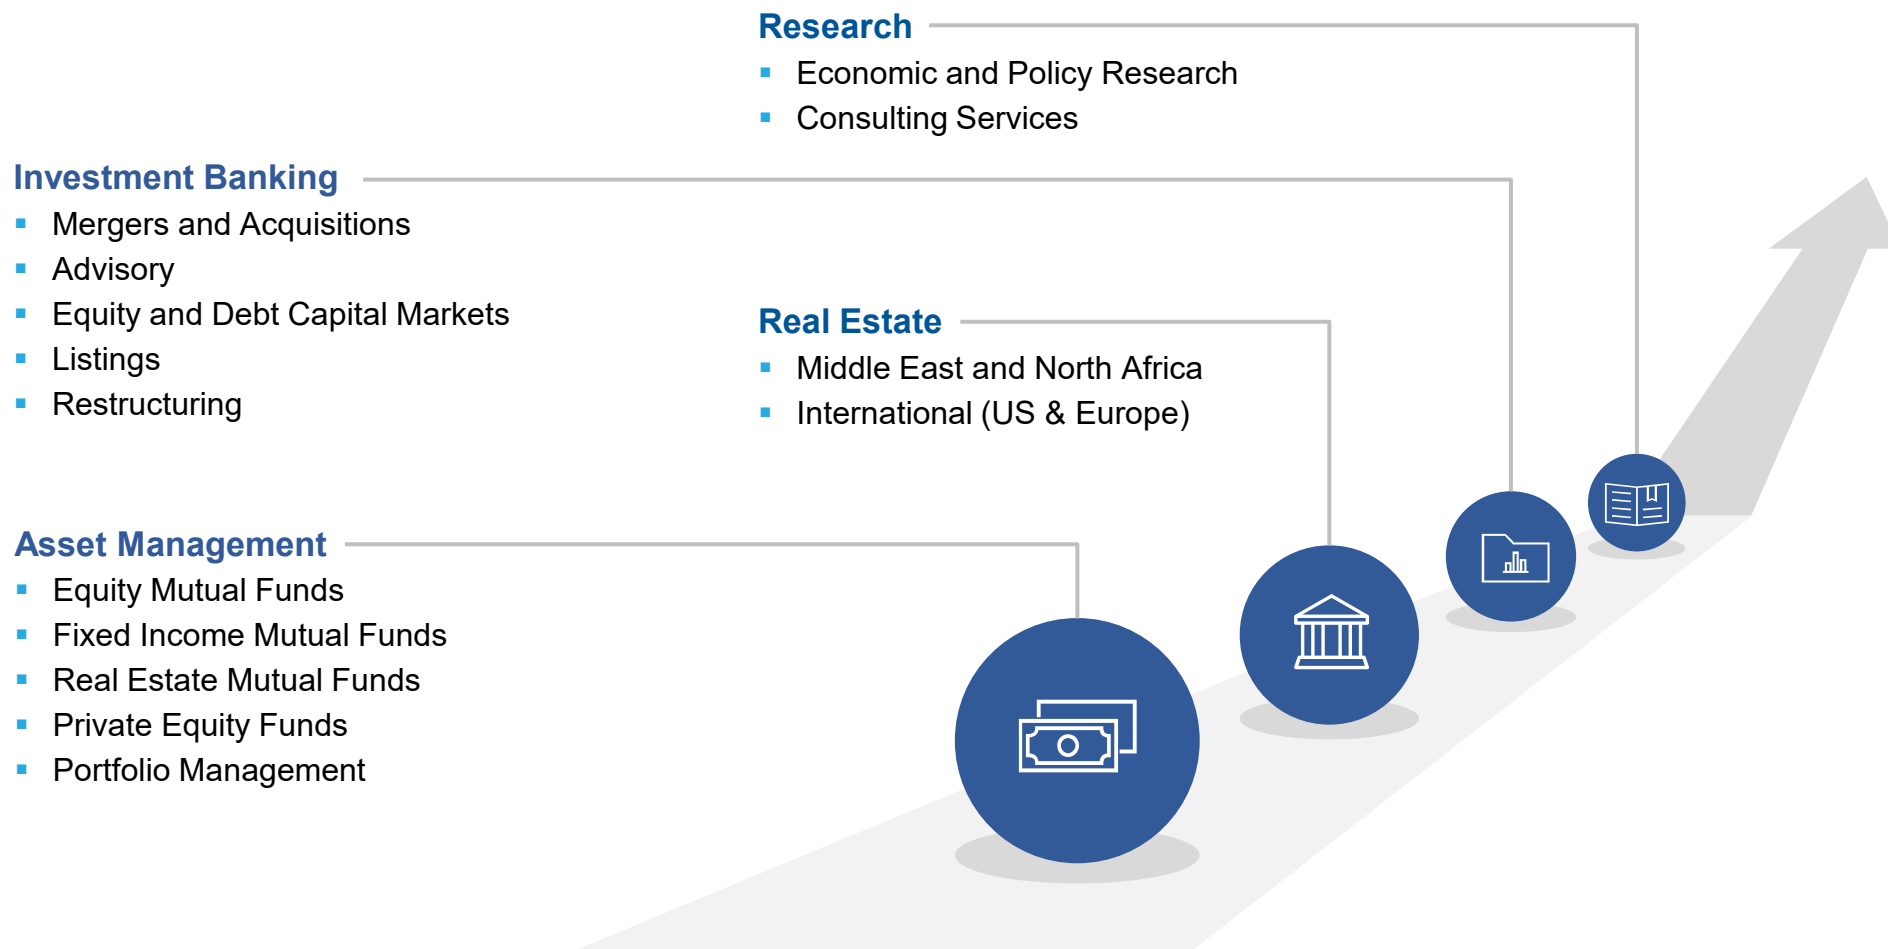 Research
Economic and Policy Research
Consulting Services
Investment Banking
Mergers and Acquisitions
Advisory
Equity and Debt Capital Markets
Listings
Restructuring
Real Estate
Middle East and North Africa
International (US & Europe)
Asset Management
Equity Mutual Funds
Fixed Income Mutual Funds
Real Estate Mutual Funds
Private Equity Funds
Portfolio Management